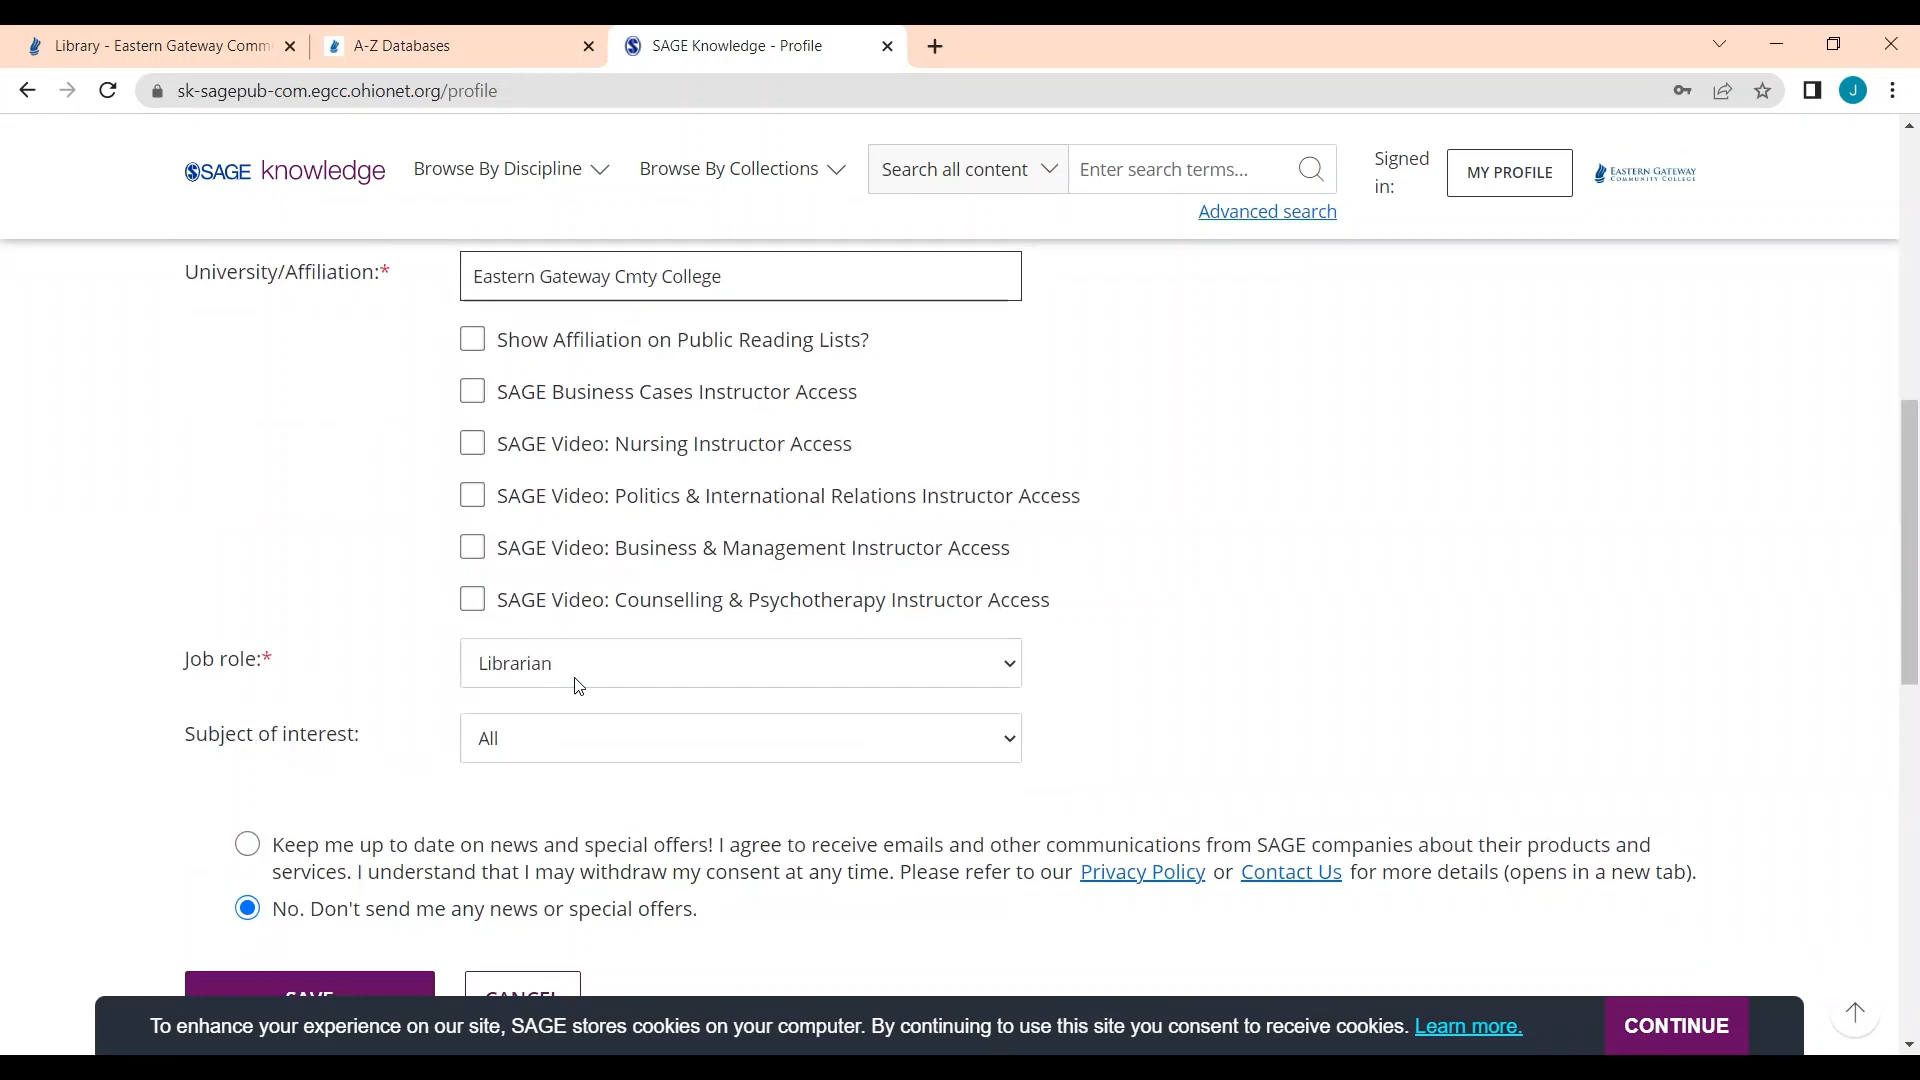 Library - Eastern Gateway Comm
A-Z Databases
SAGE Knowledge - Profile
sk-sagepub-com.egcc.ohionet.org/profile
J
SAGE knowledge
Browse By Discipline
Browse By Collections
Search all content
Enter search terms...
Advanced search
Signed
in:
MY PROFILE
EASTERN GATEWAY
COMMUNITY COLLEGE
University/Affiliation:*
Eastern Gateway Cmty College
Show Affiliation on Public Reading Lists?
SAGE Business Cases Instructor Access
SAGE Video: Nursing Instructor Access
SAGE Video: Politics & International Relations Instructor Access
SAGE Video: Business & Management Instructor Access
SAGE Video: Counselling & Psychotherapy Instructor Access
Job role:*
Librarian
Subject of interest:
All
Keep me up to date on news and special offers! I agree to receive emails and other communications from SAGE companies about their products and
services. I understand that I may withdraw my consent at any time. Please refer to our Privacy Policy or Contact Us for more details (opens in a new tab).
No. Don't send me any news or special offers.
SAVE
CANCEL
To enhance your experience on our site, SAGE stores cookies on your computer. By continuing to use this site you consent to receive cookies. Learn more.
CONTINUE